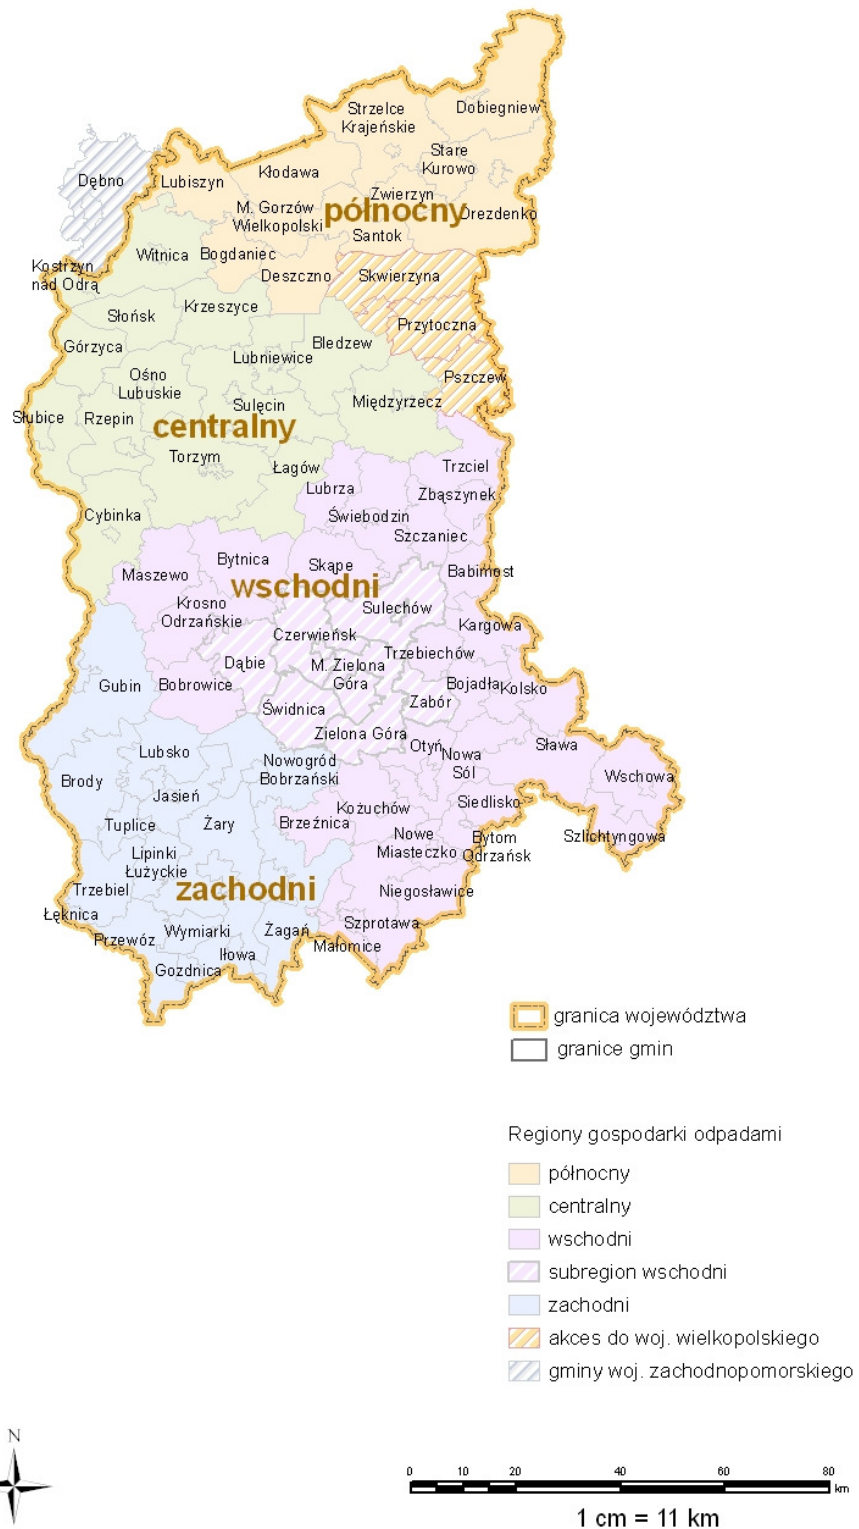 Dobiegniew
Strzelce
Krajeńskie
Stare
Kurowo
Dębno
Lubiszyn
Kłodawa
Zwierzyn
M. Gorzów
Wielkopolski
północny
Drezdenko
Santok
Witnica
Bogdaniec
Kostrzyn
nad Odrą
Deszczno
Skwierzyna
Krzeszyce
Słońsk
Przytoczna
Górzyca
Bledzew
Lubniewice
Ośno
Lubuskie
Pszczew
Słubice
Rzepin
Sulęcin
Międzyrzecz
centralny
Torzym
Łagów
Trzciel
Lubrza
Zbąszynek
Cybinka
Świebodzin
Szczaniec
Bytnica
Skąpe
Babimost
Maszewo
wschodni
Krosno
Odrzańskie
Sulechów
Kargowa
Czerwieńsk
Trzebiechów
Dąbie
M. Zielona
Góra
Gubin
Bobrowice
Bojadła
Kolsko
Zabór
Świdnica
Zielona Góra
Otyń
Nowa
Sól
Sława
Lubsko
Nowogród
Bobrzański
Wschowa
Brody
Jasień
Kożuchów
Siedlisko
Tuplice
Żary
Brzeźnica
Nowe
Miasteczko
Bytom
Odrzańsk
Szlichtyngowa
Lipinki
Łużyckie
Trzebiel
zachodni
Niegosławice
Łęknica
Przewóz
Wymiarki
Żagań
Szprotawa
Małomice
Iłowa
Gozdnica
granica województwa
granice gmin
Regiony gospodarki odpadami
północny
centralny
wschodni
subregion wschodni
zachodni
akces do woj. wielkopolskiego
gminy woj. zachodnopomorskiego
N
0 10 20 40 60 80
km
1 cm = 11 km